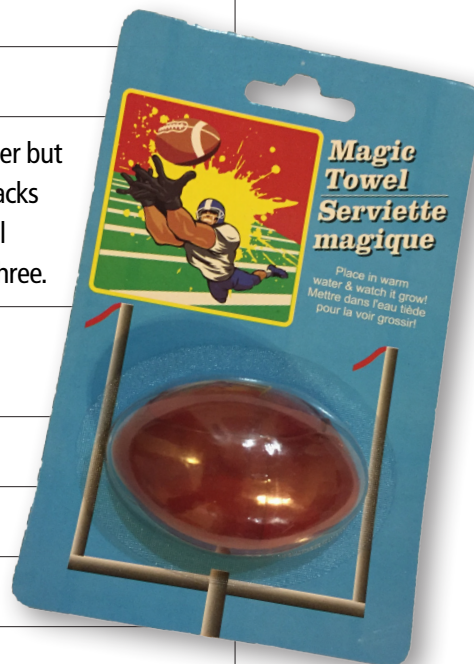 er but
acks
l
hree.
Magic
Towel
Serviette
magique
Place in warm
water & watch it grow!
Mettre dans l'eau tiède
pour la voir grossir!